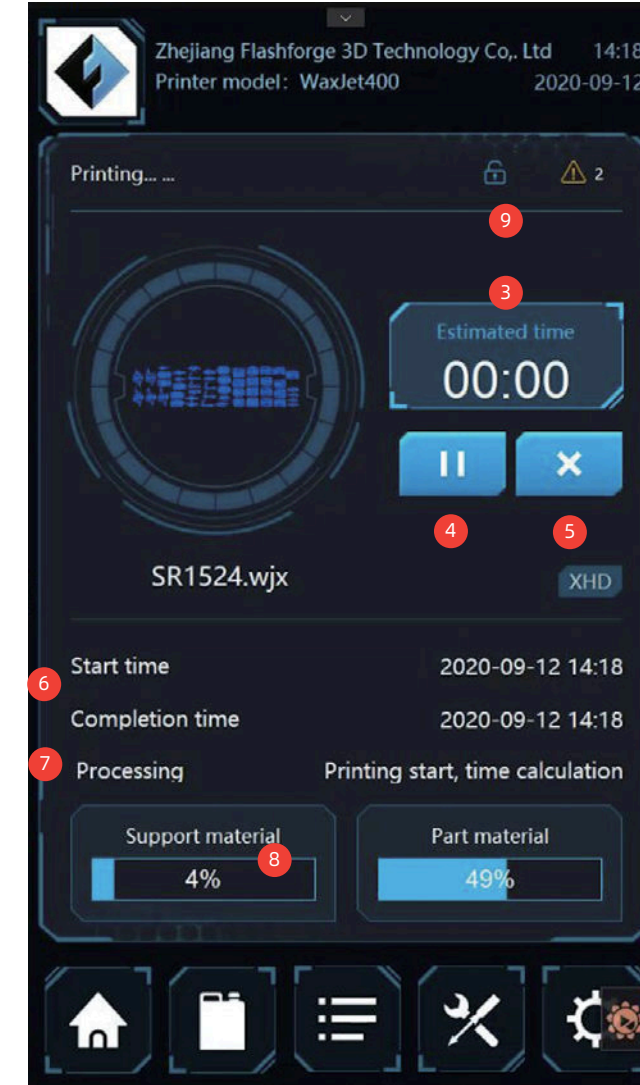 Zhejiang Flashforge 3D Technology Co,. Ltd 14:18
Printer model: WaxJet400 2020-09-12
Printing... ... 2
9
3
Estimated time
00:00
4 5
SR1524.wjx XHD
Start time 2020-09-12 14:18
6
Completion time 2020-09-12 14:18
7 Processing Printing start, time calculation
Support material Part material
8
4% 49%